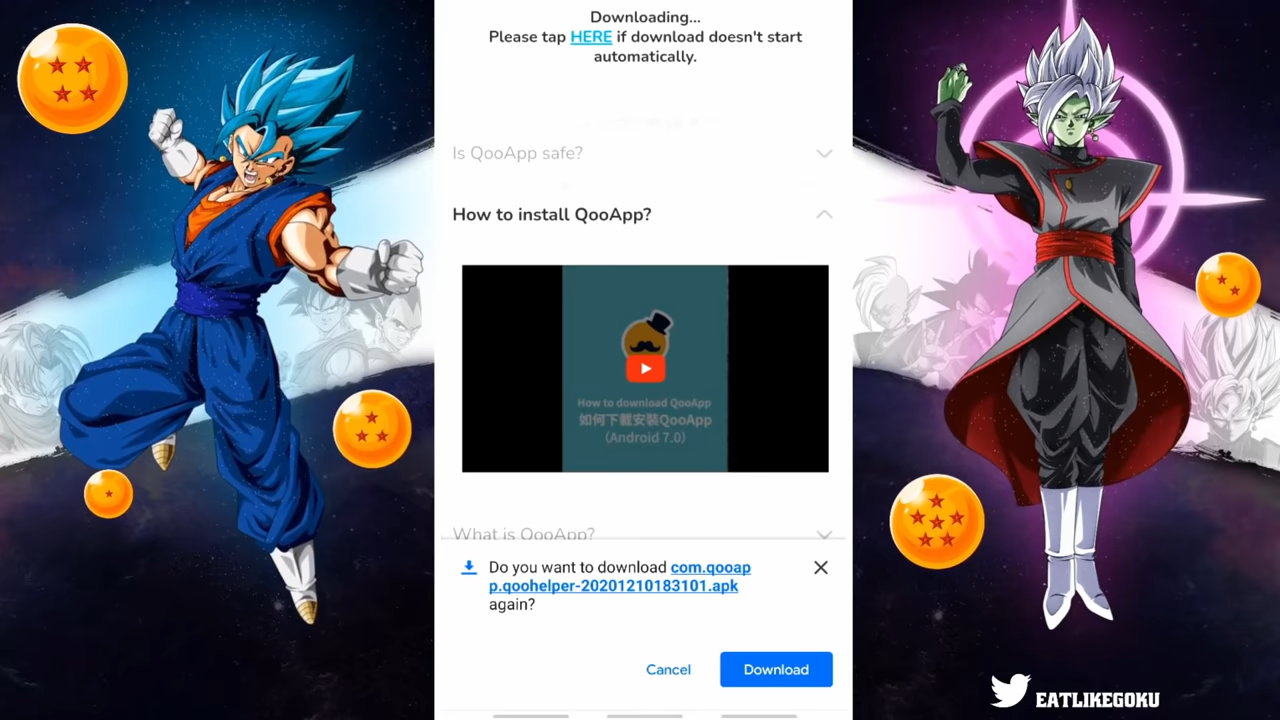 Downloading...
Please tap HERE if download doesn't start
automatically.
Is QooApp safe?
How to install QooApp?
How to download QooApp
如何下載安裝QooApp
(Android 7.0)
What is QooApp?
Do you want to download com.qooap
p.qoohelper-20201210183101.apk
again?
Cancel
Download
EATLIKEGOKU